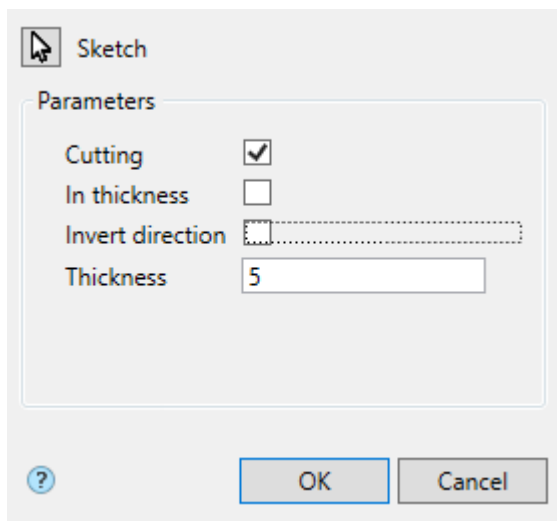 Sketch
Parameters
Cutting
In thickness
Invert direction
Thickness 5
? OK Cancel